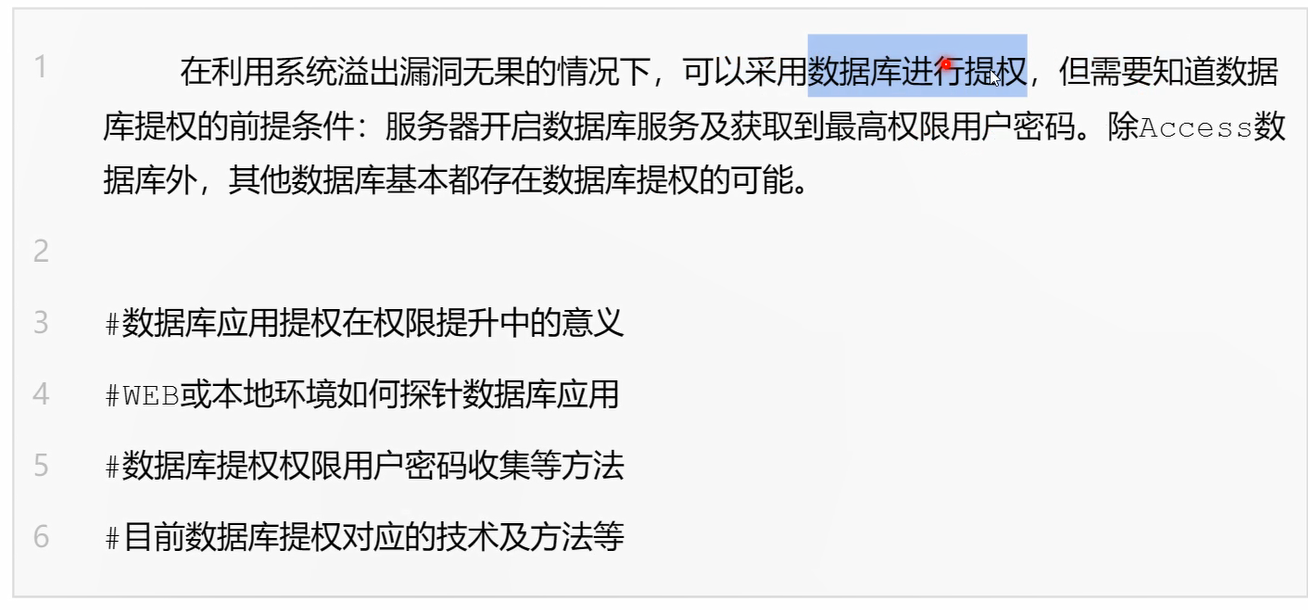 1 在利用系统溢出漏洞无果的情况下，可以采用数据库进行提权，但需要知道数据
库提权的前提条件：服务器开启数据库服务及获取到最高权限用户密码。除Access数
据库外，其他数据库基本都存在数据库提权的可能。
2
3 #数据库应用提权在权限提升中的意义
4 #WEB或本地环境如何探针数据库应用
5 #数据库提权权限用户密码收集等方法
6 #目前数据库提权对应的技术及方法等